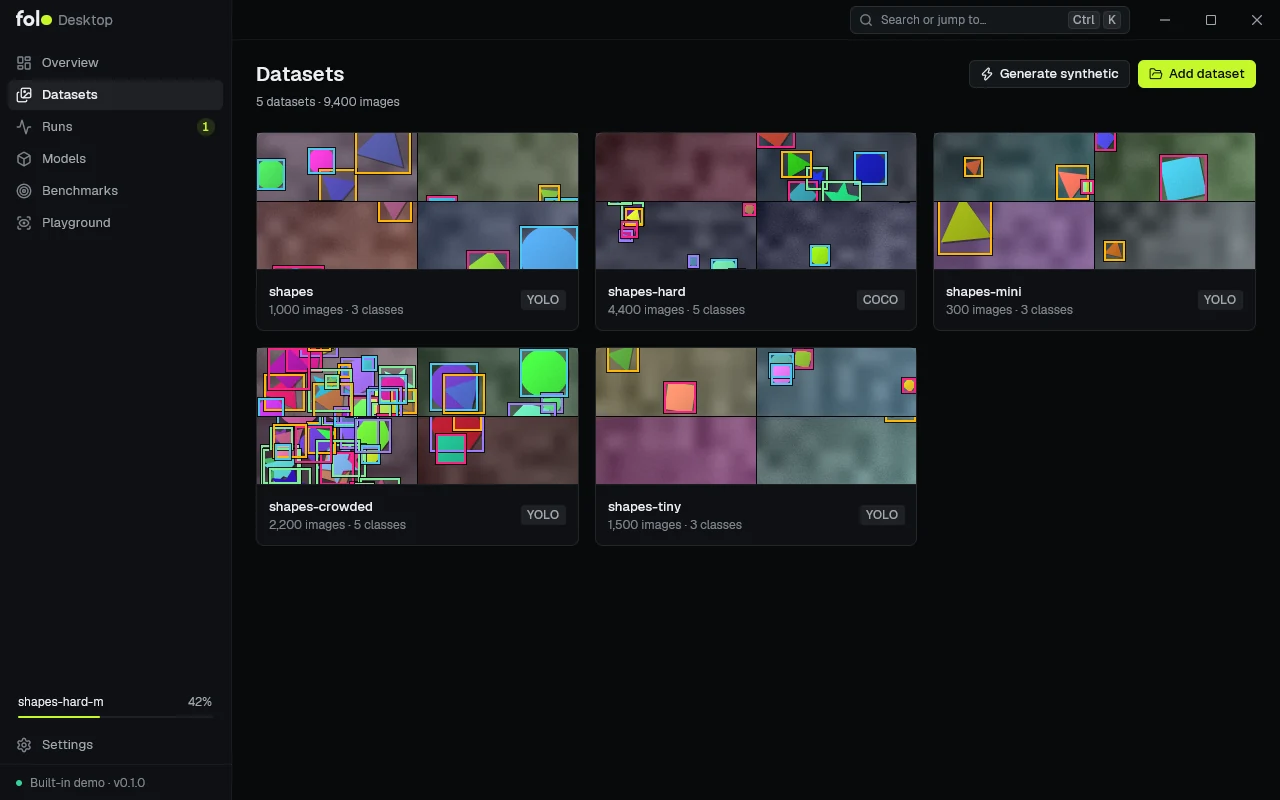 folo Desktop
Search or jump to…
Ctrl K
Overview
Datasets
Runs
1
Models
Benchmarks
Playground
Datasets
5 datasets · 9,400 images
Generate synthetic
Add dataset
shapes
1,000 images · 3 classes
YOLO
shapes-hard
4,400 images · 5 classes
COCO
shapes-mini
300 images · 3 classes
YOLO
shapes-crowded
2,200 images · 5 classes
YOLO
shapes-tiny
1,500 images · 3 classes
YOLO
shapes-hard-m 42%
Settings
Built-in demo · v0.1.0